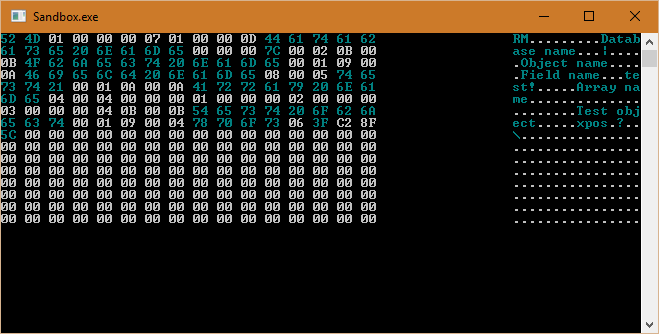 Sandbox.exe
52 4D 01 00 00 00 07 01 00 00 0D 44 61 74 61 62 RM.........Datab
61 73 65 20 6E 61 6D 65 00 00 00 7C 00 02 0B 00 ase name...¦....
0B 4F 62 6A 65 63 74 20 6E 61 6D 65 00 01 09 00 .Object name....
0A 46 69 65 6C 64 20 6E 61 6D 65 08 00 05 74 65 .Field name...te
73 74 21 00 01 0A 00 0A 41 72 72 61 79 20 6E 61 st!.....Array na
6D 65 04 00 04 00 00 00 01 00 00 00 02 00 00 00 me..............
03 00 00 00 04 0B 00 0B 54 65 73 74 20 6F 62 6A ........Test obj
65 63 74 00 01 09 00 04 78 70 6F 73 06 3F C2 8F ect.....xpos.?..
5C 00 00 00 00 00 00 00 00 00 00 00 00 00 00 00 \...............
00 00 00 00 00 00 00 00 00 00 00 00 00 00 00 00 ................
00 00 00 00 00 00 00 00 00 00 00 00 00 00 00 00 ................
00 00 00 00 00 00 00 00 00 00 00 00 00 00 00 00 ................
00 00 00 00 00 00 00 00 00 00 00 00 00 00 00 00 ................
00 00 00 00 00 00 00 00 00 00 00 00 00 00 00 00 ................
00 00 00 00 00 00 00 00 00 00 00 00 00 00 00 00 ................
00 00 00 00 00 00 00 00 00 00 00 00 00 00 00 00 ................